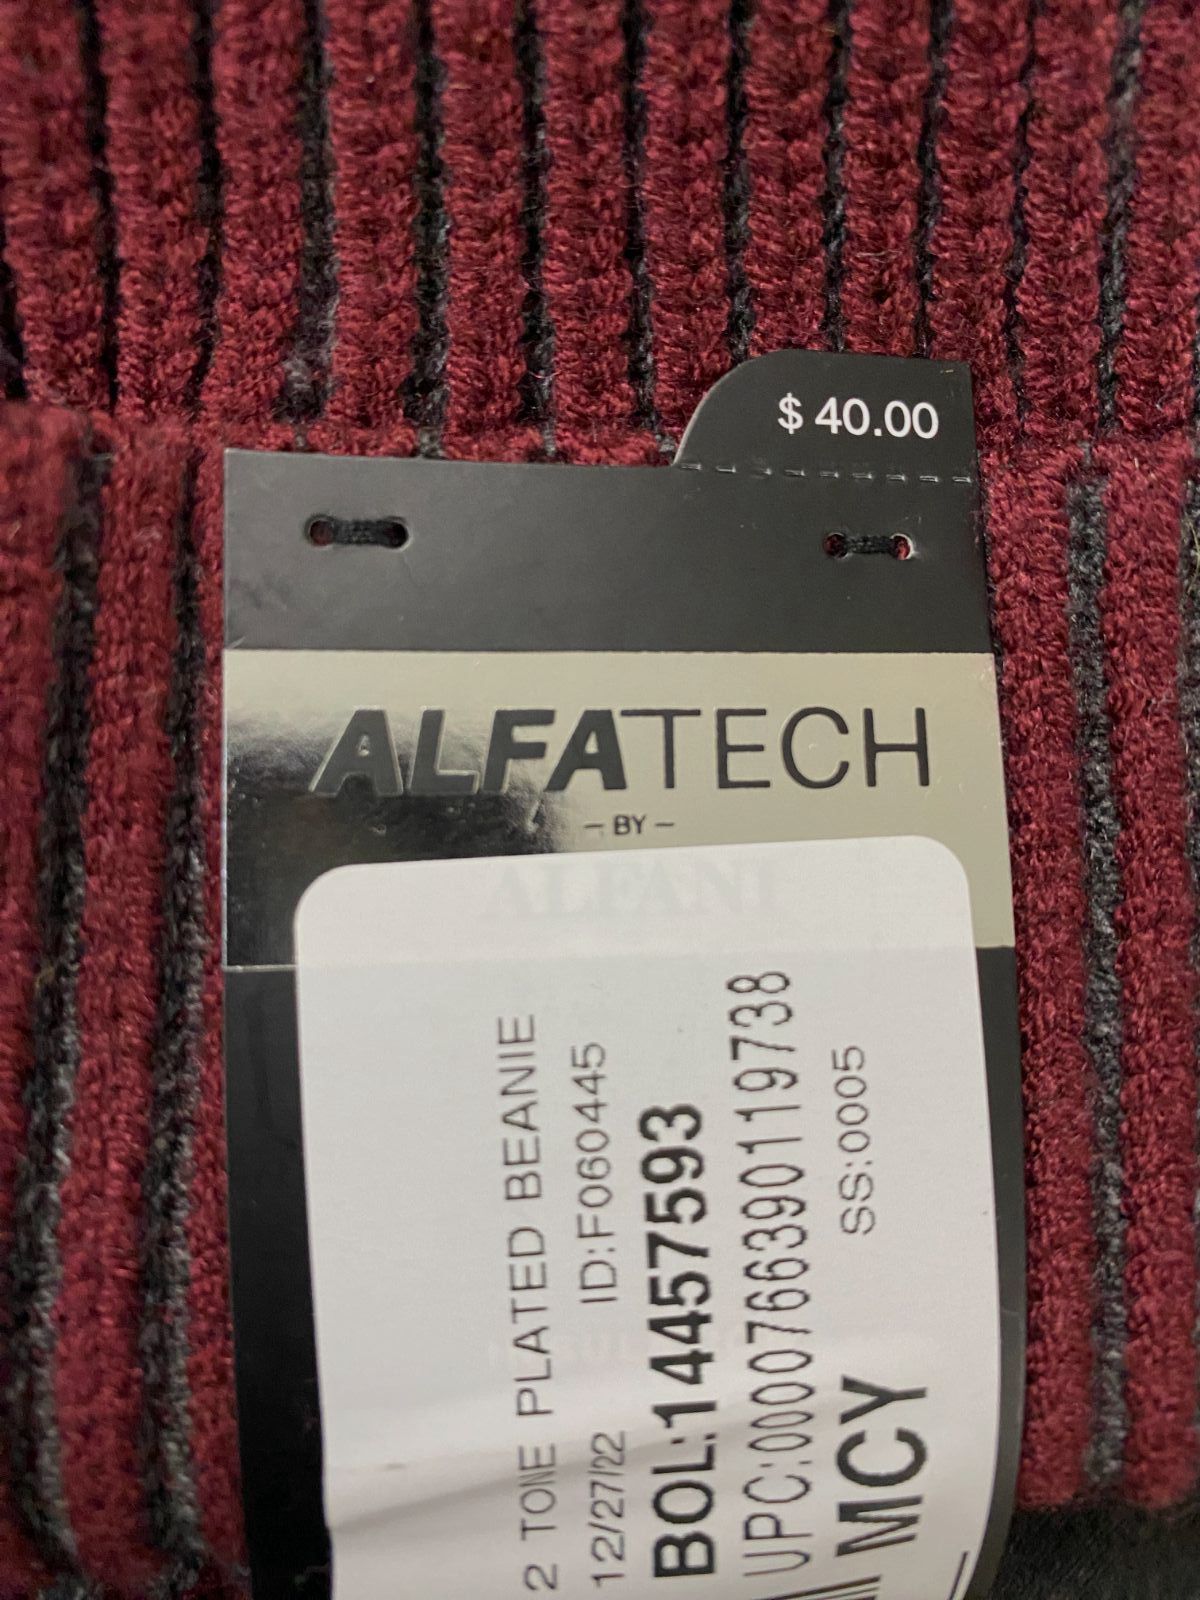 $ 40.00
ALFATECH
– BY –
ALFANI
2 TONE PLATED BEANIE
12/27/22 ID:F060445
BOL:14457593
UPC:000766390119738
MCY SS:0005